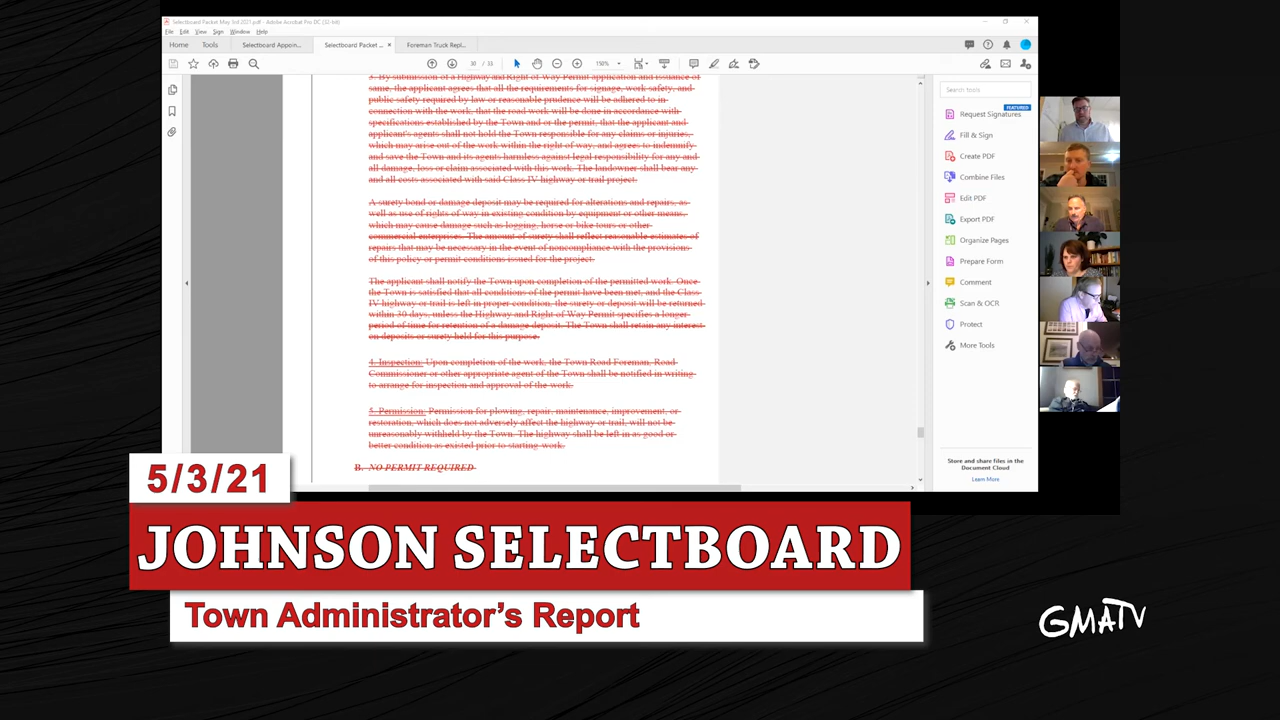 Selectboard Packet May 3rd 2021.pdf - Adobe Acrobat Pro DC (32-bit)
File Edit View Sign Window Help
Home Tools Selectboard Appoin... Selectboard Packet ... × Foreman Truck Repl...
30 / 33 150%
3. By submission of a Highway and Right of Way Permit application and issuance of
same, the applicant agrees that all the requirements for signage, work safety, and
public safety required by law or reasonable prudence will be adhered to in
connection with the work, that the road work will be done in accordance with
specifications established by the Town and or the permit, that the applicant and
applicant's agents shall not hold the Town responsible for any claims or injuries,
which may arise out of the work within the right of way, and agrees to indemnify
and save the Town and its agents harmless against legal responsibility for any and
all damage, loss or claim associated with this work. The landowner shall bear any
and all costs associated with said Class IV highway or trail project.
A surety bond or damage deposit may be required for alterations and repairs, as
well as use of rights of way in existing condition by equipment or other means,
which may cause damage such as logging, horse or bike tours or other
commercial enterprises. The amount of surety shall reflect reasonable estimates of
repairs that may be necessary in the event of noncompliance with the provisions
of this policy or permit conditions issued for the project.
The applicant shall notify the Town upon completion of the permitted work. Once
the Town is satisfied that all conditions of the permit have been met, and the Class
IV highway or trail is left in proper condition, the surety or deposit will be returned
within 30 days, unless the Highway and Right of Way Permit specifies a longer
period of time for retention of a damage deposit. The Town shall retain any interest
on deposits or surety held for this purpose.
4. Inspection: Upon completion of the work, the Town Road Foreman, Road
Commissioner or other appropriate agent of the Town shall be notified in writing
to arrange for inspection and approval of the work.
5. Permission: Permission for plowing, repair, maintenance, improvement, or
restoration, which does not adversely affect the highway or trail, will not be
unreasonably withheld by the Town. The highway shall be left in as good or
better condition as existed prior to starting work.
B. NO PERMIT REQUIRED
Search tools
FEATURED
Request Signatures
Fill & Sign
Create PDF
Combine Files
Edit PDF
Export PDF
Organize Pages
Prepare Form
Comment
Scan & OCR
Protect
More Tools
Store and share files in the
Document Cloud
Learn More
5/3/21
JOHNSON SELECTBOARD
Town Administrator's Report
GMATV